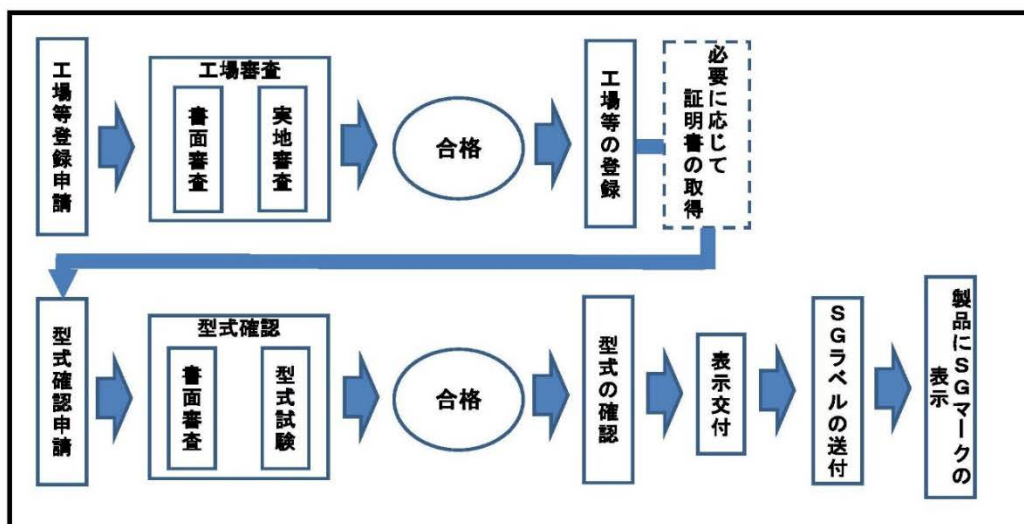 工場等登録申請
工場審査
書面審査
実地審査
合格
工場等の登録
必要に応じて
証明書の取得
型式確認申請
型式確認
書面審査
型式試験
合格
型式の確認
表示交付
SGラベルの送付
製品にSGマークの
表示